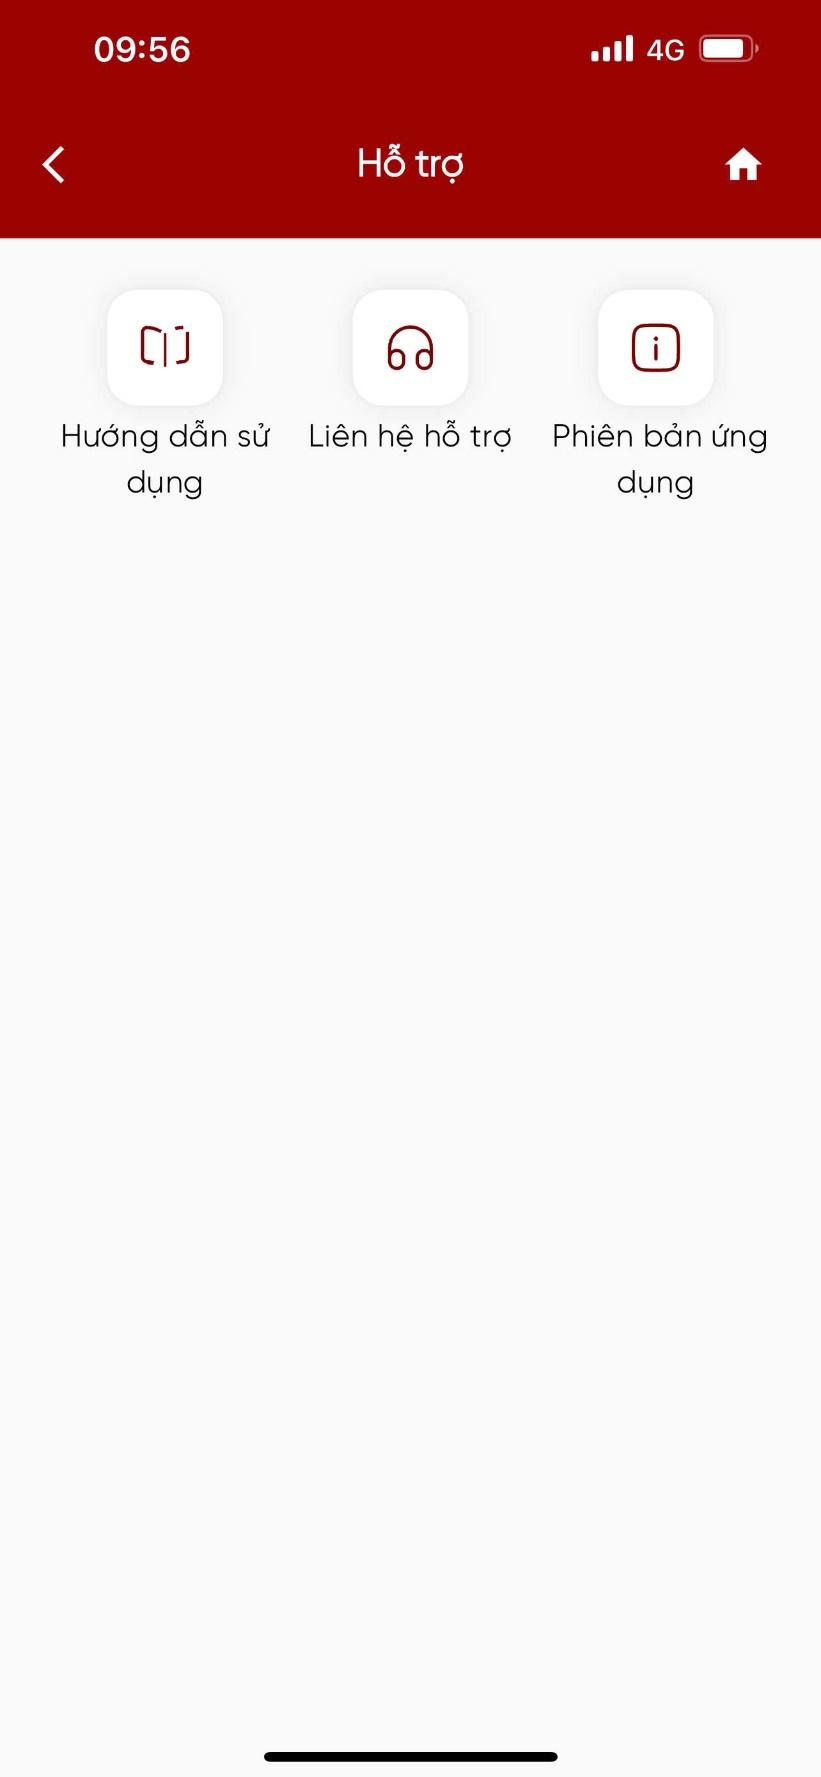 09:56 4G
Hỗ trợ
Hướng dẫn sử Liên hệ hỗ trợ Phiên bản ứng
dụng dụng